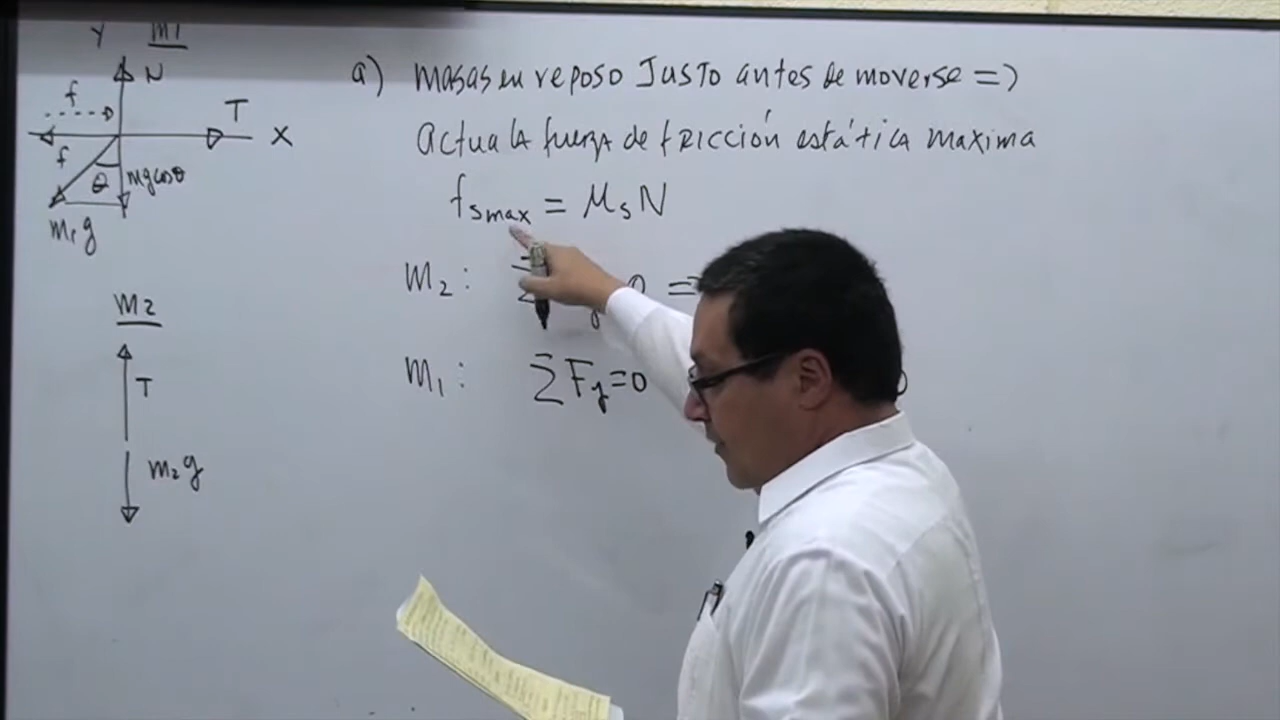 Y M1
N
f
T
X
f
θ
mgcosθ
m₁g
M2
T
m₂g
a) masas en reposo Justo antes de moverse =>
Actua la fuerza de fricción estática maxima
fsmax = μsN
M₂: 0 =>
M₁: ΣFy=0